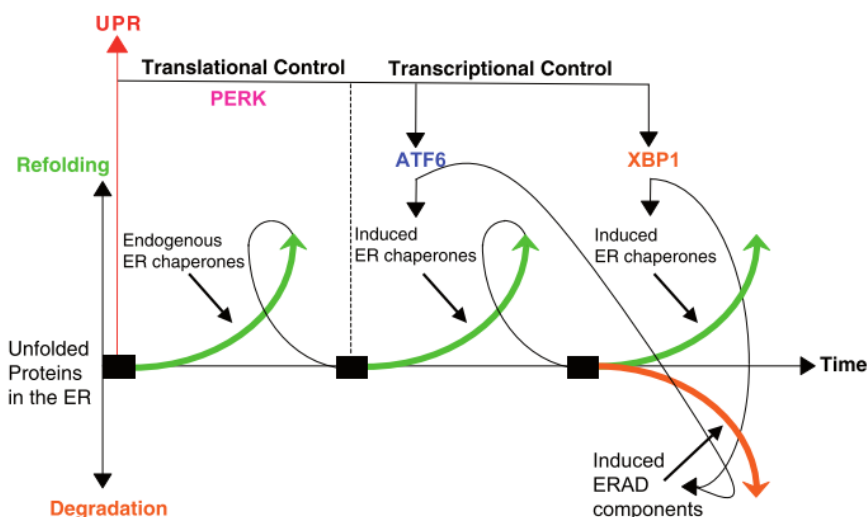 UPR
Translational Control
Transcriptional Control
PERK
Refolding
ATF6
XBP1
Endogenous
ER chaperones
Induced
ER chaperones
Induced
ER chaperones
Unfolded
Proteins
in the ER
Time
Induced
ERAD
components
Degradation